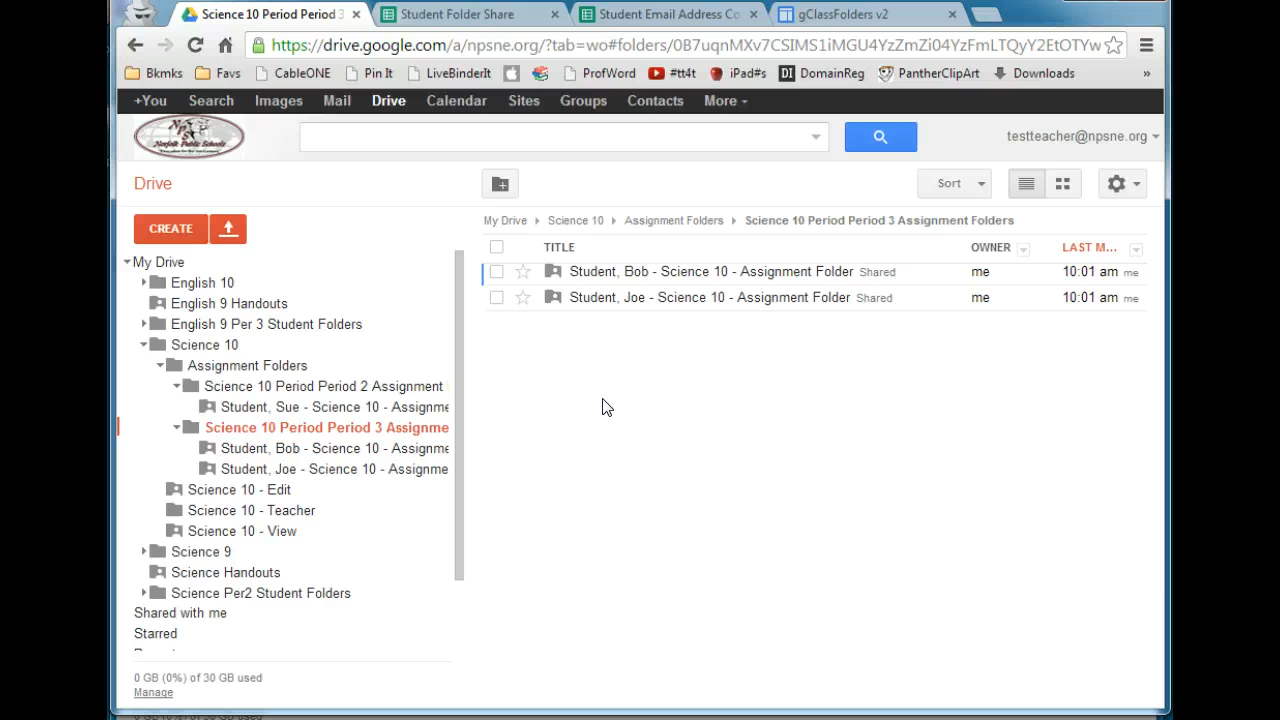 Science 10 Period Period 3
Student Folder Share
Student Email Address Co
gClassFolders v2
https://drive.google.com/a/npsne.org/?tab=wo#folders/0B7uqnMXv7CSIMS1iMGU4YzZmZi04YzFmLTQyY2EtOTYw
Bkmks
Favs
CableONE
Pin It
LiveBinderIt
ProfWord
#tt4t
iPad#s
DI DomainReg
PantherClipArt
Downloads
»
+You Search Images Mail Drive Calendar Sites Groups Contacts More
NPS
Norfolk Public Schools
testteacher@npsne.org
Drive
Sort
CREATE
My Drive Science 10 Assignment Folders Science 10 Period Period 3 Assignment Folders
TITLE OWNER LAST M...
Student, Bob - Science 10 - Assignment Folder Shared me 10:01 am me
Student, Joe - Science 10 - Assignment Folder Shared me 10:01 am me
My Drive
English 10
English 9 Handouts
English 9 Per 3 Student Folders
Science 10
Assignment Folders
Science 10 Period Period 2 Assignment
Student, Sue - Science 10 - Assignme
Science 10 Period Period 3 Assignme
Student, Bob - Science 10 - Assignme
Student, Joe - Science 10 - Assignme
Science 10 - Edit
Science 10 - Teacher
Science 10 - View
Science 9
Science Handouts
Science Per2 Student Folders
Shared with me
Starred
0 GB (0%) of 30 GB used
Manage